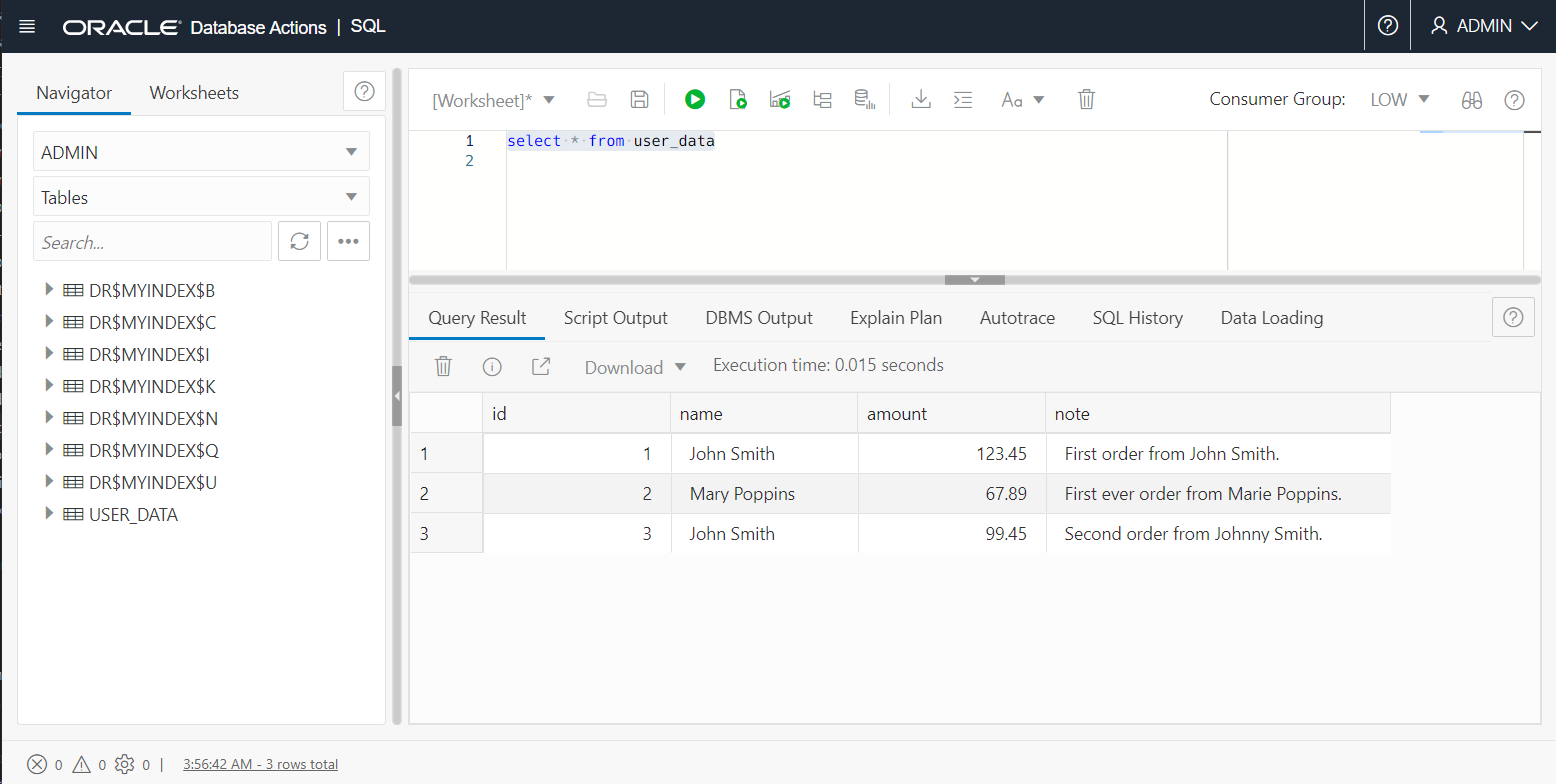 ORACLE® Database Actions | SQL
ADMIN
Navigator
Worksheets
ADMIN
Tables
Search...
DR$MYINDEX$B
DR$MYINDEX$C
DR$MYINDEX$I
DR$MYINDEX$K
DR$MYINDEX$N
DR$MYINDEX$Q
DR$MYINDEX$U
USER_DATA
[Worksheet]*
Aa
Consumer Group: LOW
1 select * from user_data
2
Query Result Script Output DBMS Output Explain Plan Autotrace SQL History Data Loading
Download Execution time: 0.015 seconds
id name amount note
1 1 John Smith 123.45 First order from John Smith.
2 2 Mary Poppins 67.89 First ever order from Marie Poppins.
3 3 John Smith 99.45 Second order from Johnny Smith.
0 0 0 | 3:56:42 AM - 3 rows total